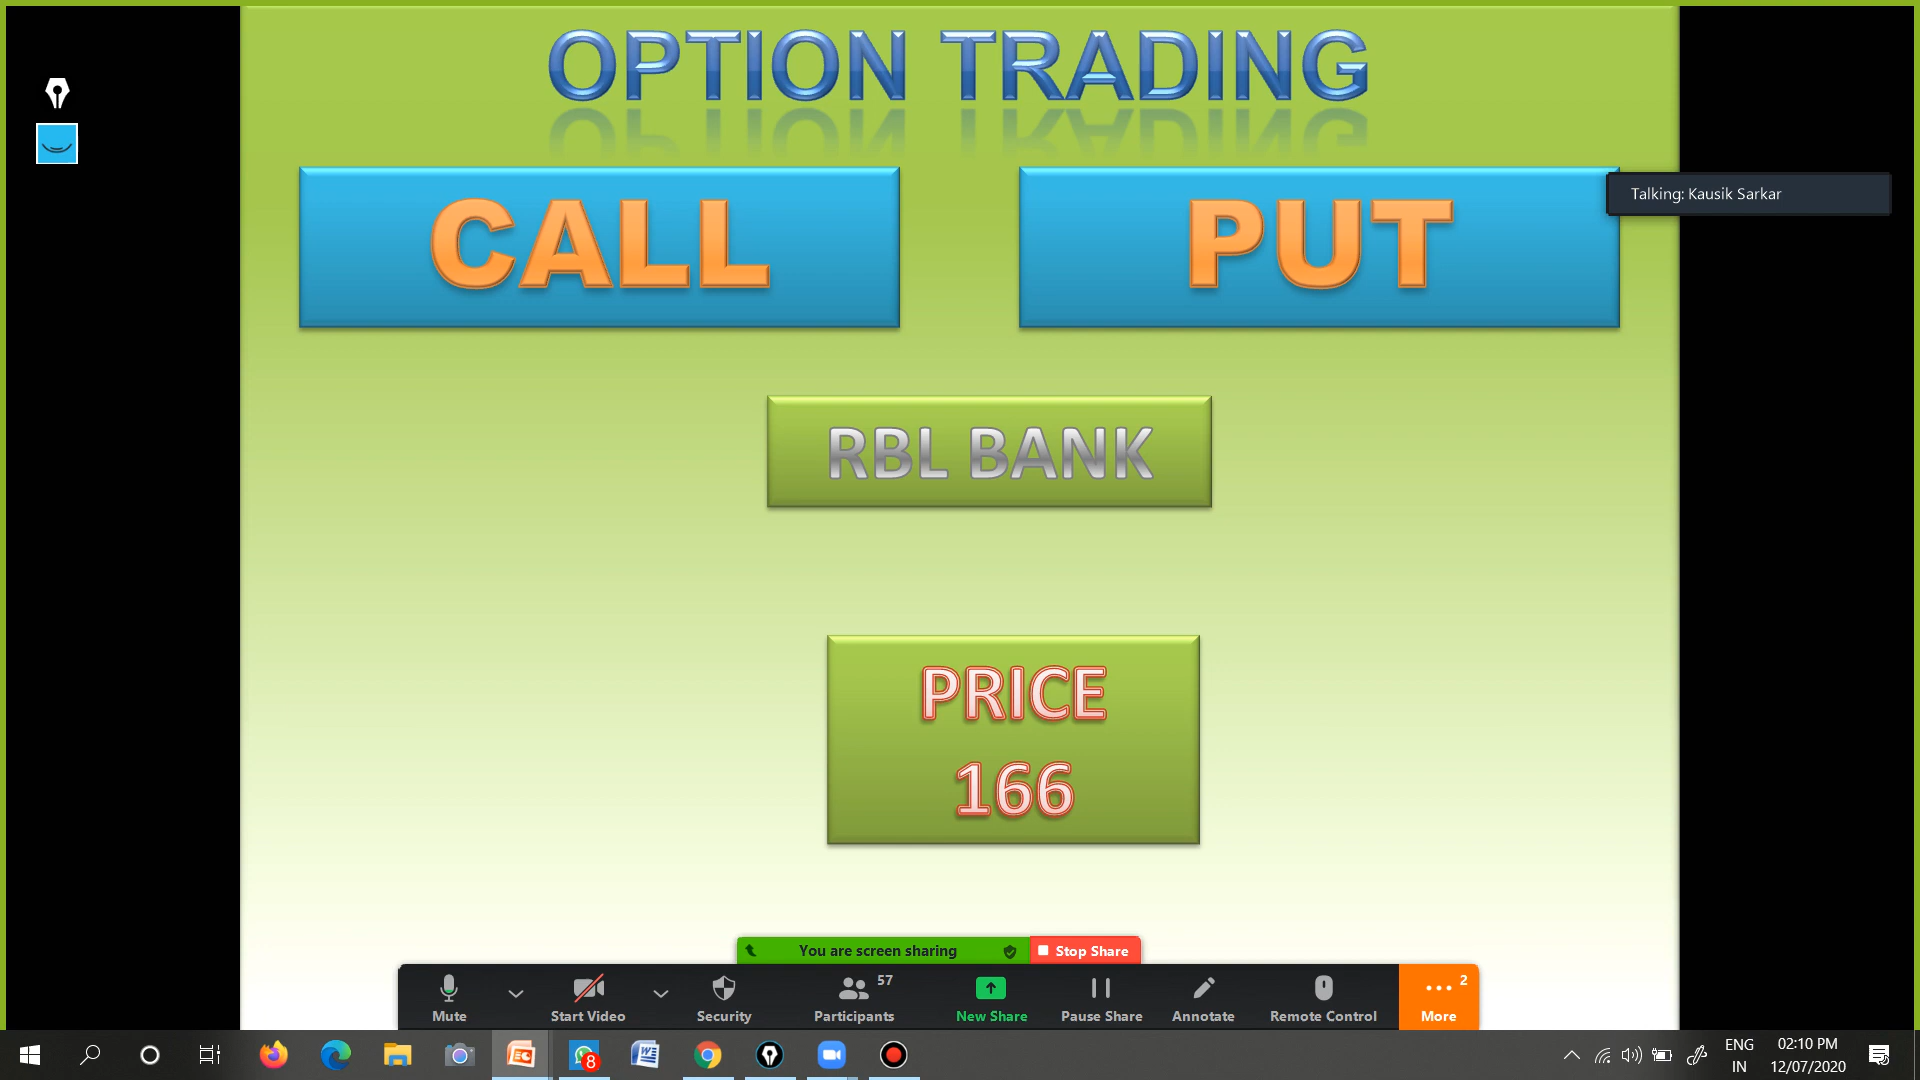 OPTION TRADING
CALL
PUT
Talking: Kausik Sarkar
RBL BANK
PRICE
166
You are screen sharing
Stop Share
Mute
Start Video
Security
57
Participants
New Share
Pause Share
Annotate
Remote Control
2
More
8
ENG
IN
02:10 PM
12/07/2020